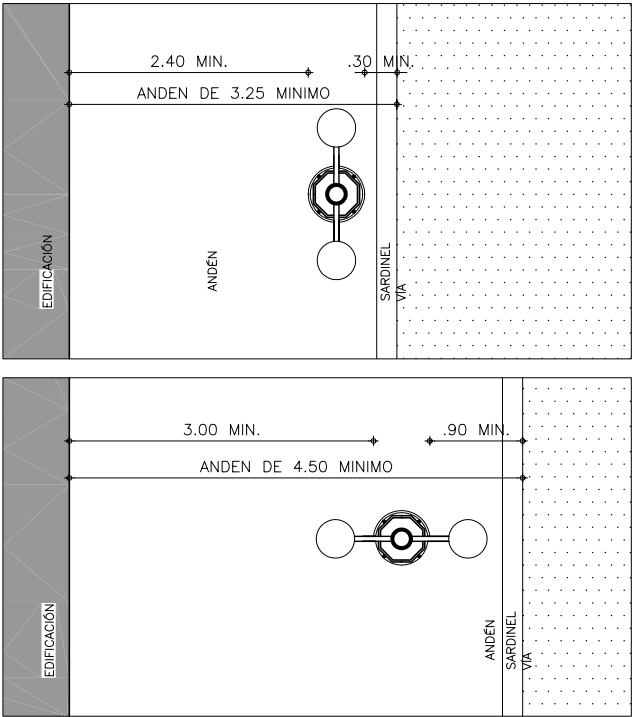 2.40 MIN.
.30 MIN.
ANDEN DE 3.25 MINIMO
EDIFICACIÓN
ANDÉN
SARDINEL
VÍA
3.00 MIN.
.90 MIN.
ANDEN DE 4.50 MINIMO
EDIFICACIÓN
ANDÉN
SARDINEL
VÍA